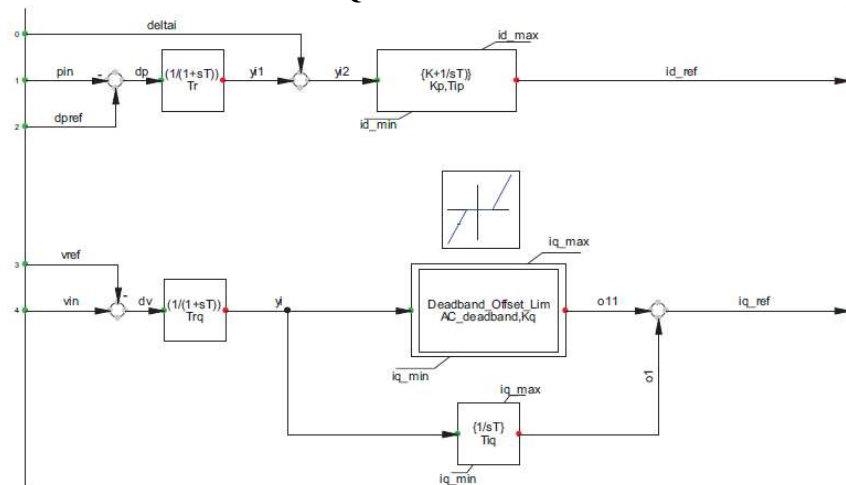 deltai
id_max
0
pin
-
dp
(1/(1+sT))
Tr
yi1
yi2
{K+1/sT)}
Kp,Tip
id_ref
1
id_min
dpref
2
iq_max
vref
3
-
vin
dv
(1/(1+sT))
Trq
yi
Deadband_Offset_Lim
AC_deadband,Kq
o11
iq_ref
4
iq_min
o1
iq_max
{1/sT}
Tiq
iq_min